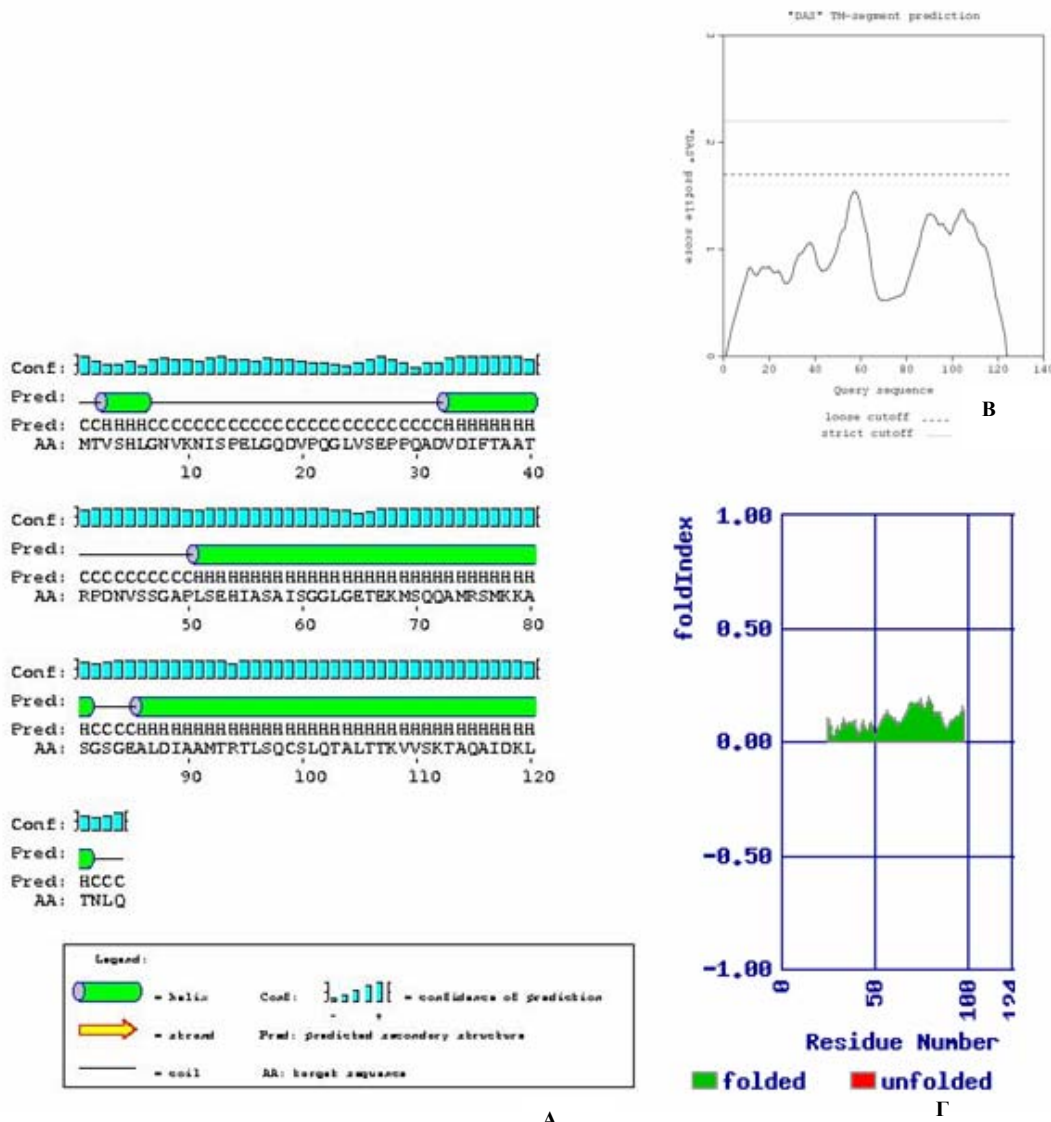 "DAS" TM-segment prediction
"DAS" profile score
3
2
1
0
0 20 40 60 80 100 120 140
Query sequence
B
loose cutoff
strict cutoff
Conf:
Pred:
Pred: CCHHHHCCCCCCCCCCCCCCCCCCCCCCCCCCHHHHHHHH
AA: MTVSHLGNVKNISPELGQDVPQGLVSEPPQADVDIFTAAT
10 20 30 40
Conf:
Pred:
Pred: CCCCCCCCCCHHHHHHHHHHHHHHHHHHHHHHHHHHHHHH
AA: RPDNVSSGAPLSEHIASAISGGLGETEKMSQQAMRSMKKA
50 60 70 80
Conf:
Pred:
Pred: HCCCCHHHHHHHHHHHHHHHHHHHHHHHHHHHHHHHHHHH
AA: SGSGEALDIAAMTRTLSQCSLQTALTTKVVSKTAQAIDKL
90 100 110 120
Conf:
Pred:
Pred: HCCC
AA: TNLQ
Legend:
= helix Conf: = confidence of prediction
- +
= strand Pred: predicted secondary structure
= coil AA: target sequence
A
foldIndex
1.00
0.50
0.00
-0.50
-1.00
0 50 100 124
Residue Number
folded unfolded
Γ